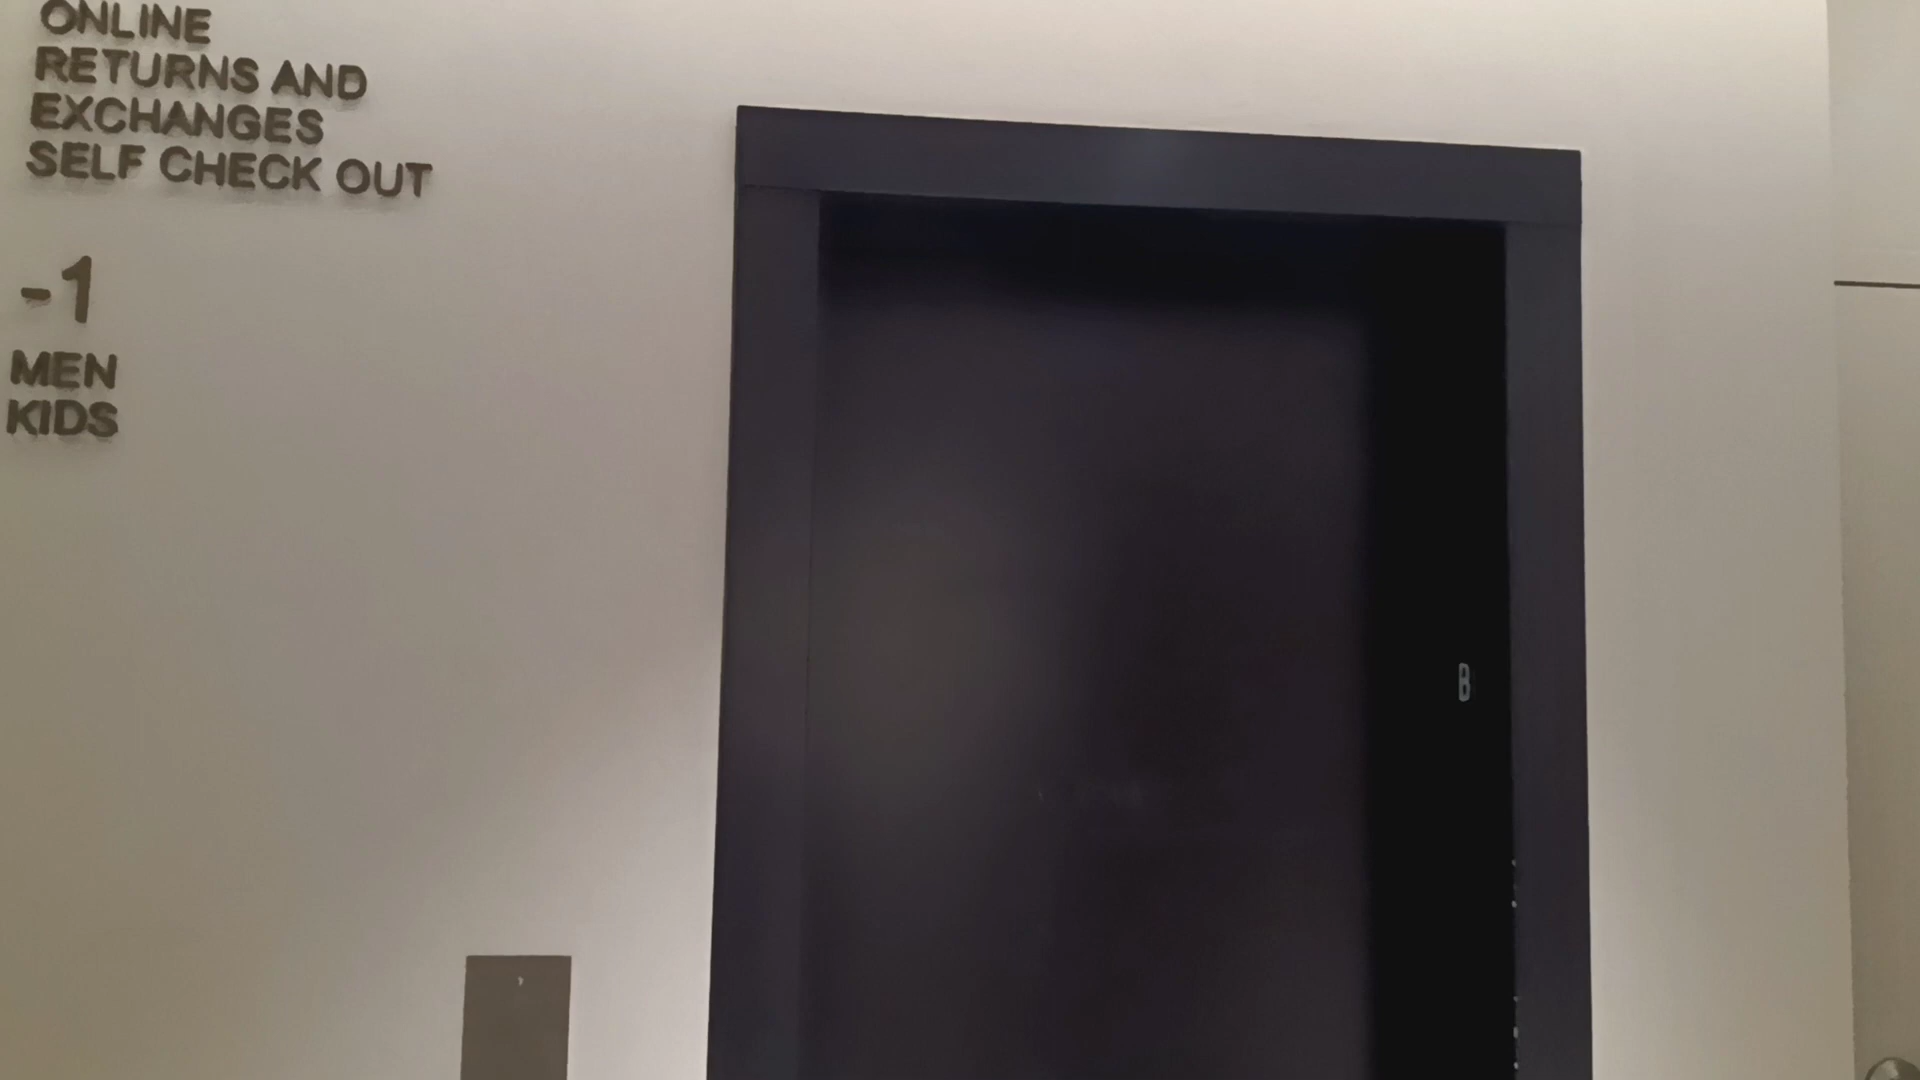 ONLINE
RETURNS AND
EXCHANGES
SELF CHECK OUT
-1
MEN
KIDS
B